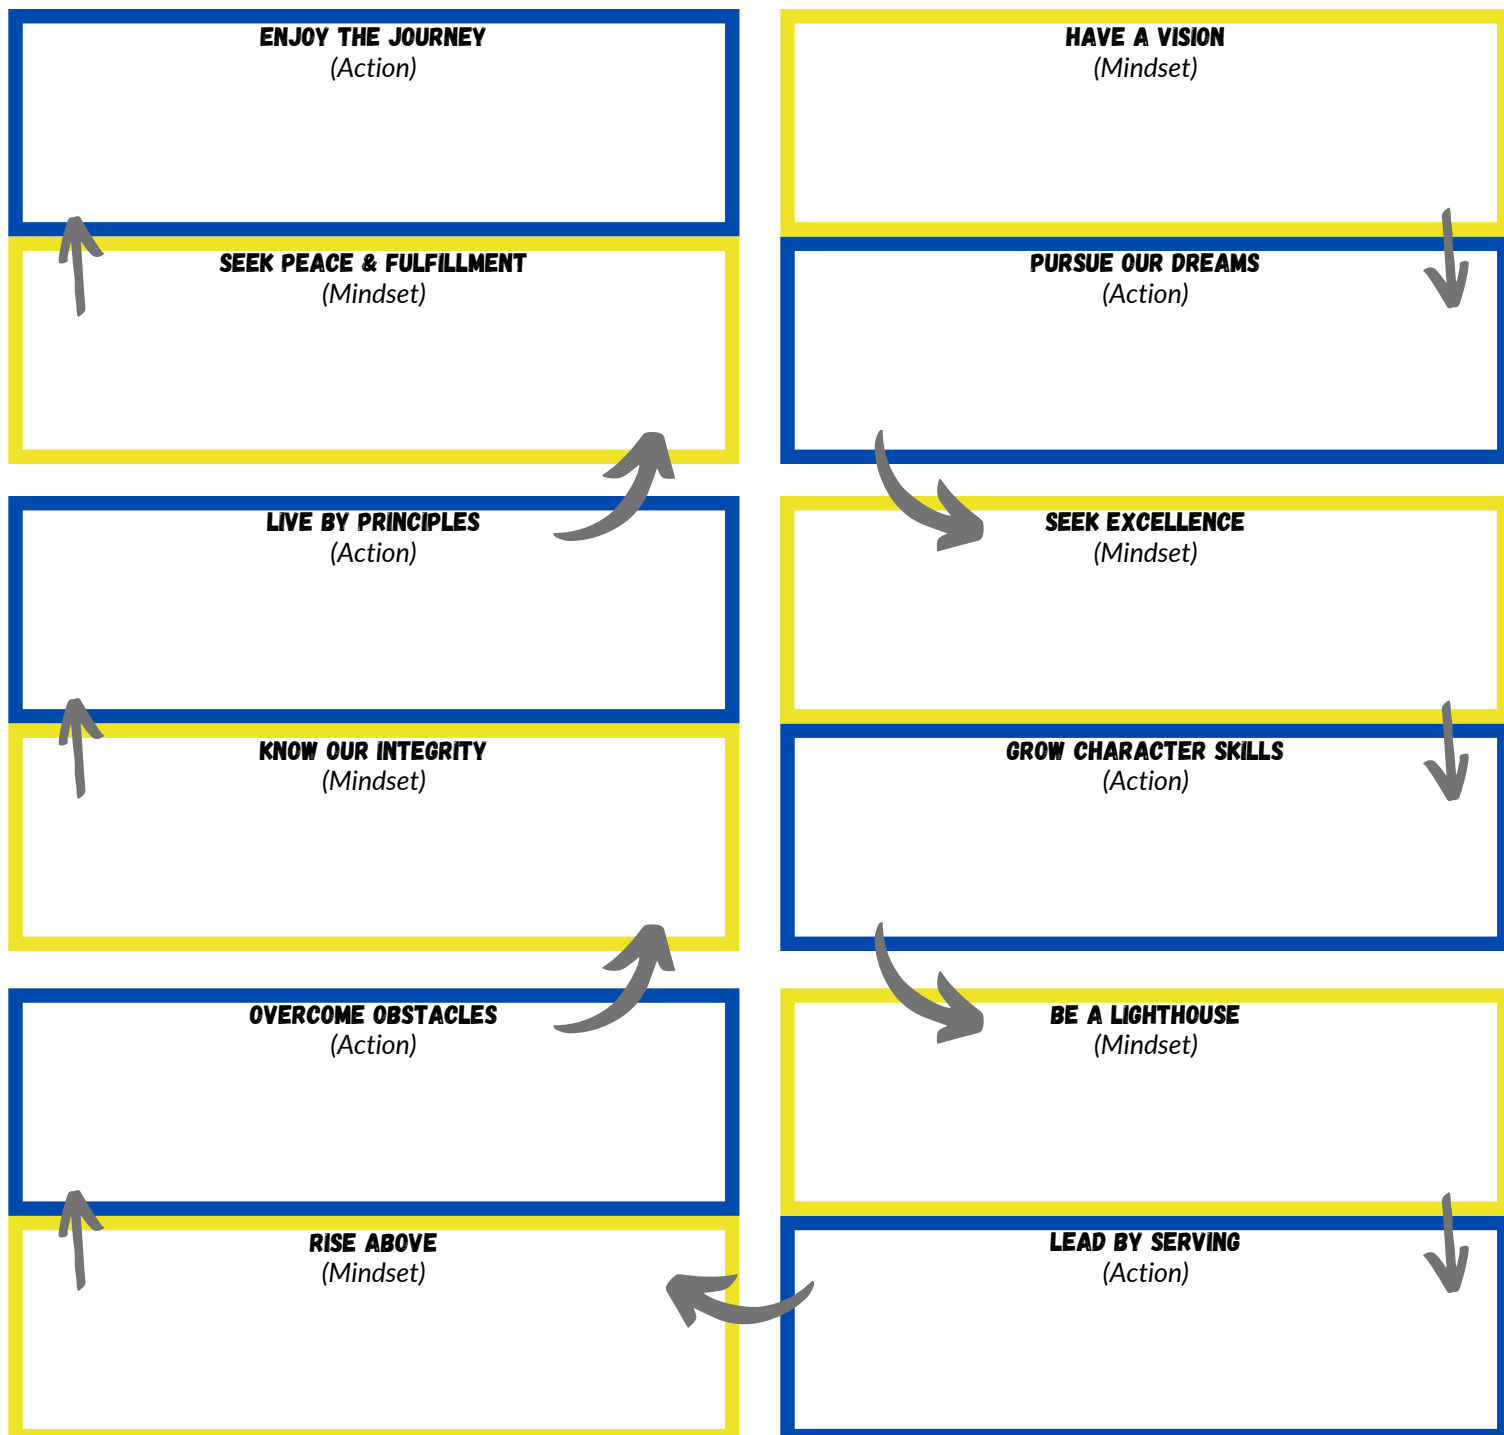 ENJOY THE JOURNEY
(Action)
HAVE A VISION
(Mindset)
SEEK PEACE & FULFILLMENT
(Mindset)
PURSUE OUR DREAMS
(Action)
LIVE BY PRINCIPLES
(Action)
SEEK EXCELLENCE
(Mindset)
KNOW OUR INTEGRITY
(Mindset)
GROW CHARACTER SKILLS
(Action)
OVERCOME OBSTACLES
(Action)
BE A LIGHTHOUSE
(Mindset)
RISE ABOVE
(Mindset)
LEAD BY SERVING
(Action)